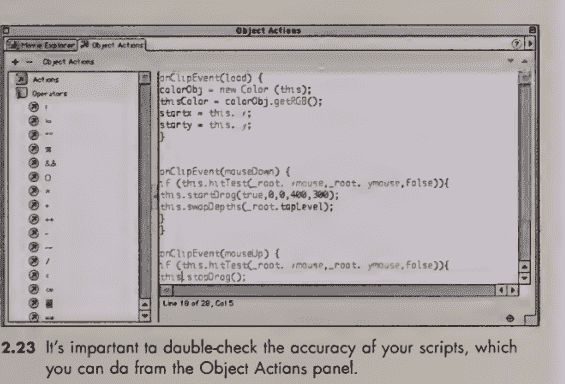 Object Actions
Movie Explorer
Object Actions
+ - Object Actions
Actions
Operators
!
&&
()
*
+
++
-
--
/
<
<=
onClipEvent(load) {
colorObj = new Color (this);
thisColor = colorObj.getRGB();
startx = this._x;
starty = this._y;
}
onClipEvent(mouseDown) {
if (this.hitTest(_root._xmouse,_root._ymouse,false)){
this.startDrag(true,0,0,400,300);
this.swapDepths(_root.topLevel);
}
}
onClipEvent(mouseUp) {
if (this.hitTest(_root._xmouse,_root._ymouse,false)){
this.stopDrag();
Line 18 of 28, Col 5
2.23 It's important to double-check the accuracy of your scripts, which
you can do from the Object Actions panel.